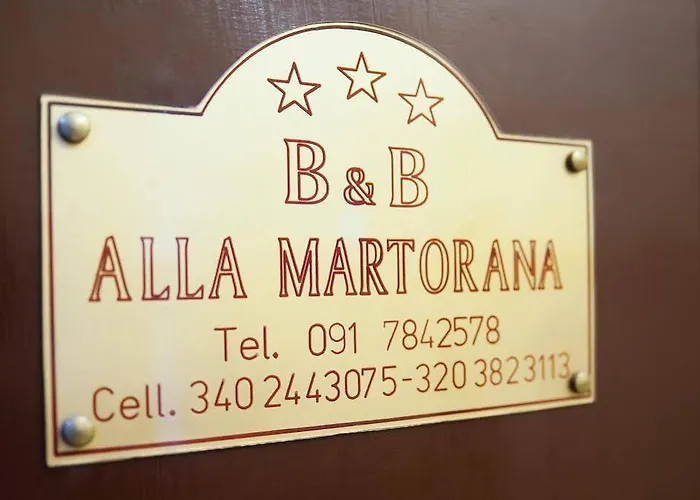 B & B
ALLA MARTORANA
Tel. 091 7842578
Cell. 340 2443075-320 3823113